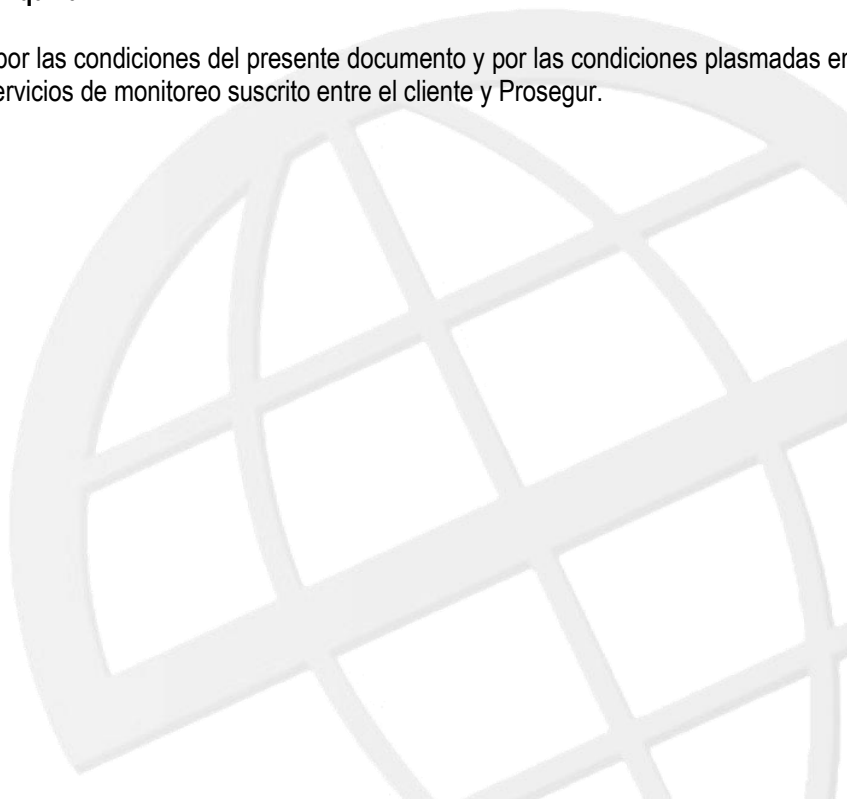 por las condiciones del presente documento y por las condiciones plasmadas en
ervicios de monitoreo suscrito entre el cliente y Prosegur.